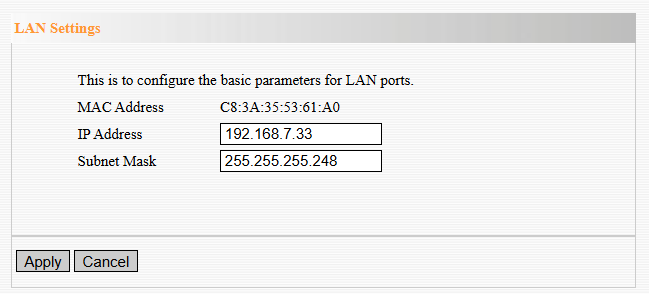 LAN Settings
This is to configure the basic parameters for LAN ports.
MAC Address C8:3A:35:53:61:A0
IP Address 192.168.7.33
Subnet Mask 255.255.255.248
Apply Cancel